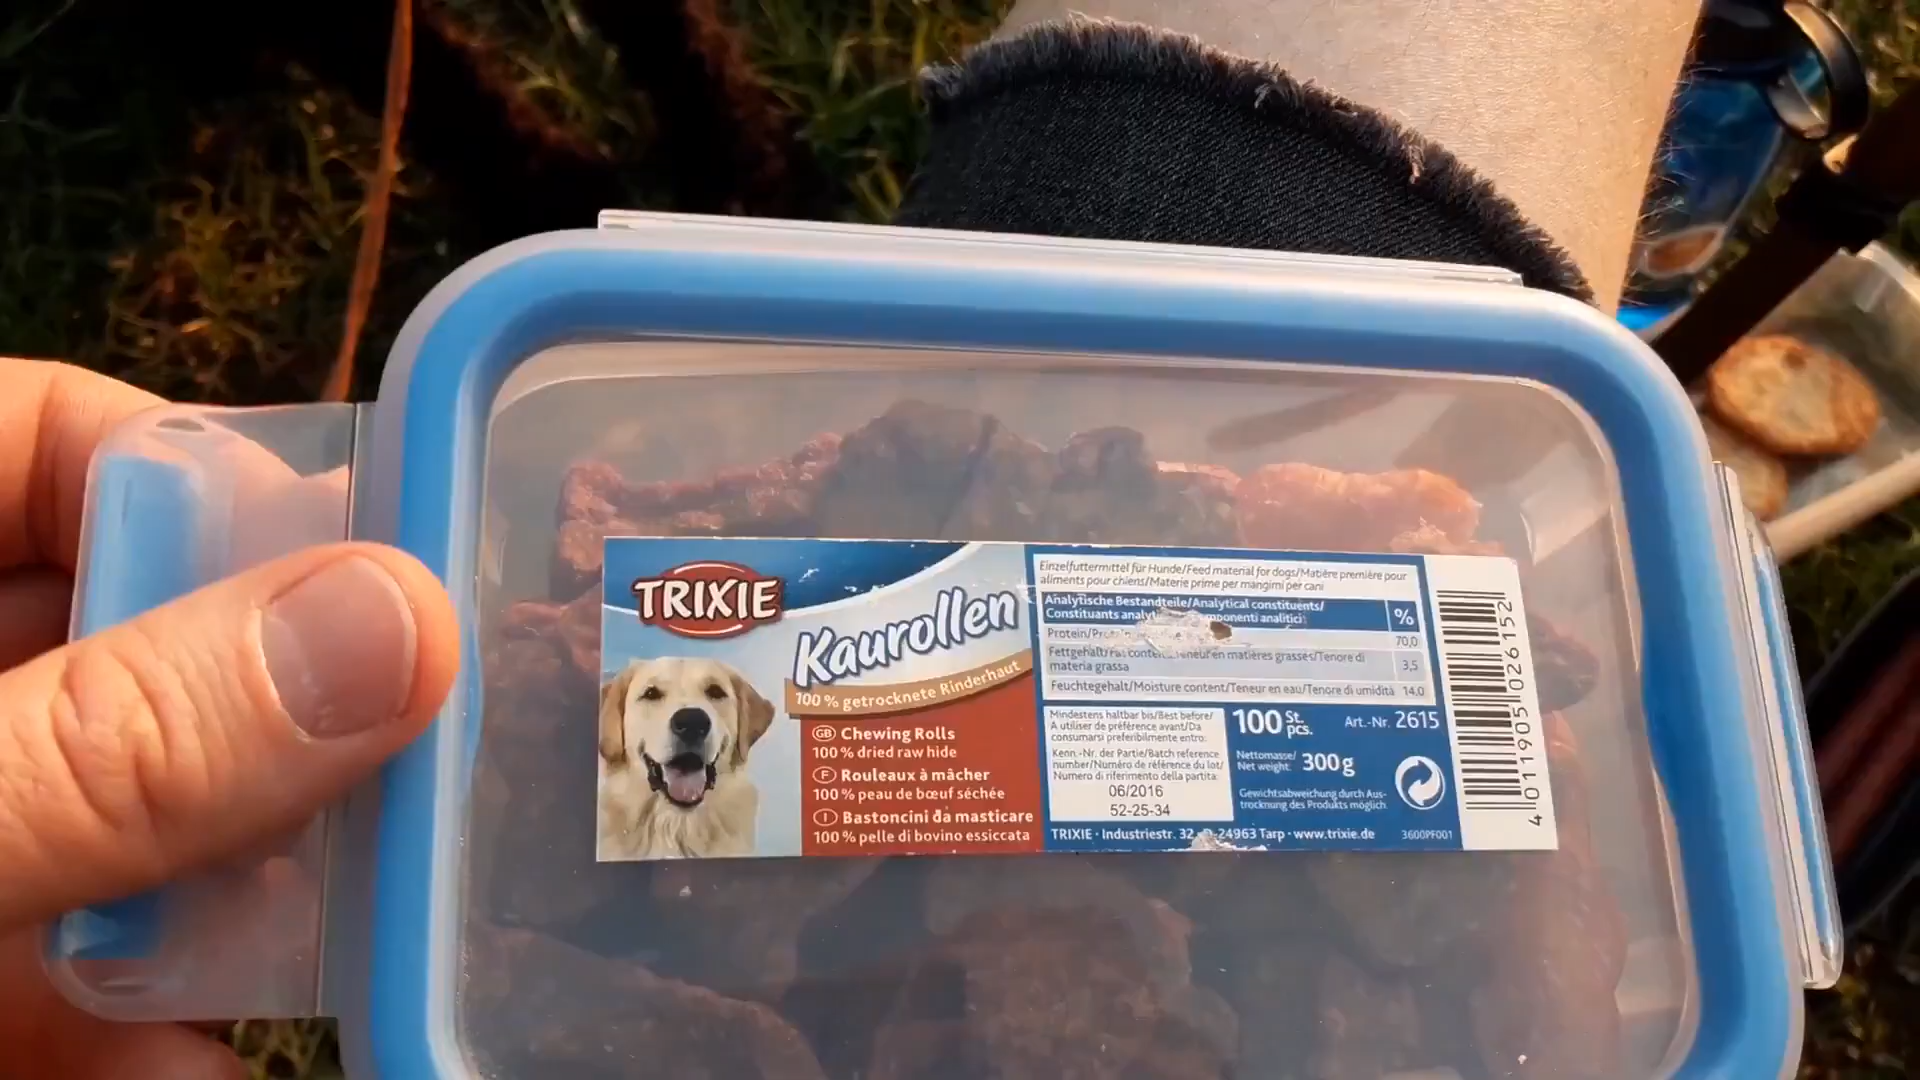 TRIXIE
Kaurollen
100 % getrocknete Rinderhaut
GB Chewing Rolls
100 % dried raw hide
F Rouleaux à mâcher
100 % peau de bœuf séchée
I Bastoncini da masticare
100 % pelle di bovino essiccata
Einzelfuttermittel für Hunde/Feed material for dogs/Matière première pour
aliments pour chiens/Materie prime per mangimi per cani
Analytische Bestandteile/Analytical constituents/
Constituants analitici %
Protein/ 70,0
Fettgehalt/ en matières grasses/Tenore di
materia grassa 3,5
Feuchtegehalt/Moisture content/Teneur en eau/Tenore di umidità 14,0
Mindestens haltbar bis/Best before/
A utiliser de préférence avant/Da
consumarsi preferibilmente entro:
Kenn.-Nr. der Partie/Batch reference
number/Numéro de référence du lot/
Numero di riferimento della partita:
06/2016
52-25-34
100 St. pcs.
Art.-Nr. 2615
Nettomasse/
Net weight: 300 g
Gewichtsabweichung durch Aus-
trocknung des Produkts möglich
TRIXIE · Industriestr. 32 D-24963 Tarp · www.trixie.de
3600PF001
4 011905 026152